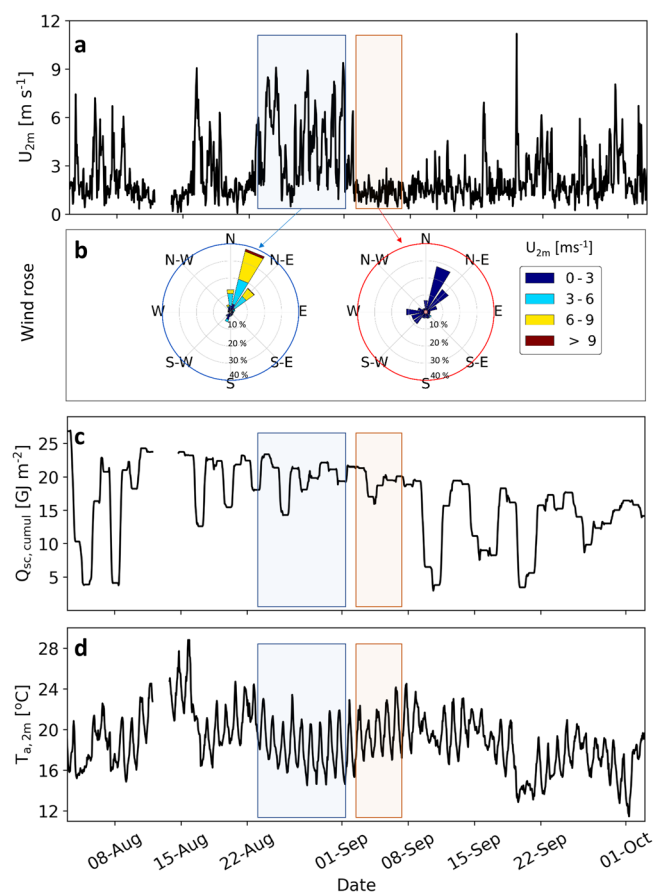 12
9
6
3
0
U2m [m s-1]
a
b
Wind rose
N
N-W
N-E
W
E
10 %
20 %
30 %
40 %
S-W
S-E
S
N
N-W
N-E
W
E
10 %
20 %
30 %
40 %
S-W
S-E
S
U2m [ms-1]
0 - 3
3 - 6
6 - 9
> 9
c
25
20
15
10
5
Qsc, cumul [GJ m-2]
d
28
24
20
16
12
Ta, 2m [°C]
08-Aug
15-Aug
22-Aug
01-Sep
08-Sep
15-Sep
22-Sep
01-Oct
Date